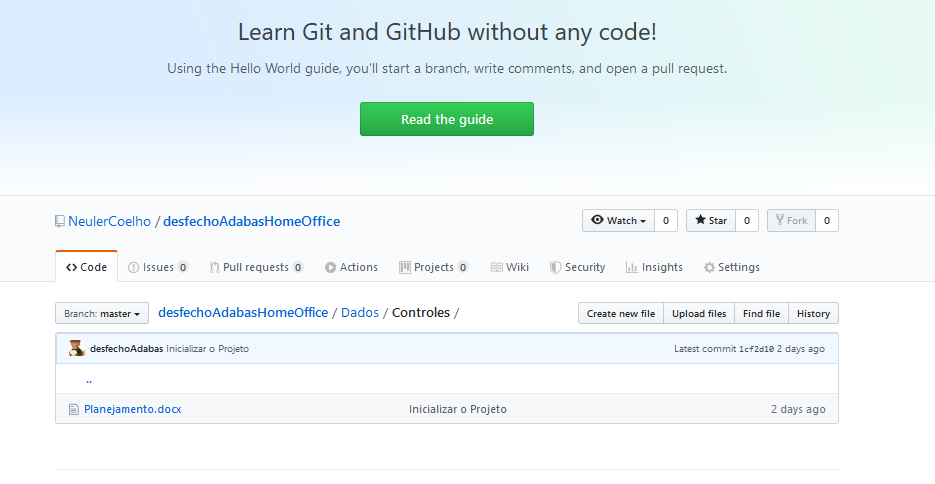 Learn Git and GitHub without any code!
Using the Hello World guide, you'll start a branch, write comments, and open a pull request.
Read the guide
NeulerCoelho / desfechoAdabasHomeOffice
Watch 0 Star 0 Fork 0
Code Issues 0 Pull requests 0 Actions Projects 0 Wiki Security Insights Settings
Branch: master desfechoAdabasHomeOffice / Dados / Controles / Create new file Upload files Find file History
desfechoAdabas Inicializar o Projeto Latest commit 1cf2d10 2 days ago
..
Planejamento.docx Inicializar o Projeto 2 days ago